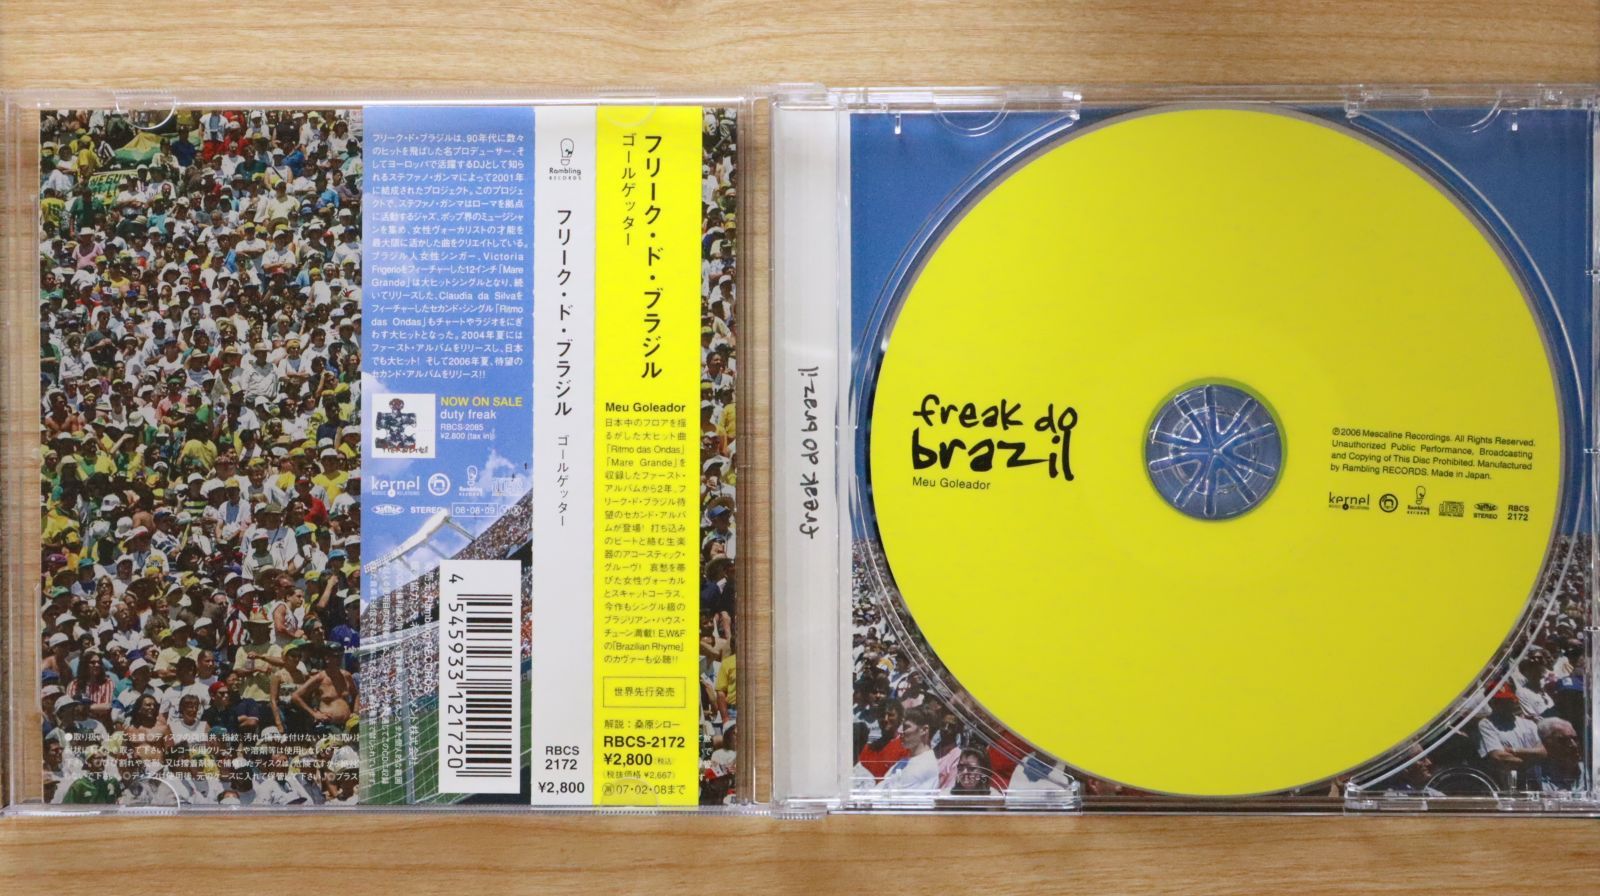 フリーク・ド・ブラジルは、90年代に数々
のヒットを飛ばした名プロデューサー、そ
してヨーロッパで活躍するDJとして知ら
れるステファノ・ガンマによって2001年
に結成されたプロジェクト。このプロジェ
クトで、ステファノ・ガンマはローマを拠点
に活動するジャズ、ポップ界のミュージシャ
ンを集め、女性ヴォーカリストの才能を
最大限に活かした曲をクリエイトしている。
ブラジル人女性シンガー、Victoria
Frigerioをフィーチャーした12インチ「Mare
Grande」は大ヒットシングルとなり、続
いてリリースした、Claudia da Silvaを
フィーチャーしたセカンド・シングル「Ritmo
das Ondas」もチャートやラジオをにぎ
わす大ヒットとなった。2004年夏には
ファースト・アルバムをリリースし、日本
でも大ヒット! そして2006年夏、待望の
セカンド・アルバムをリリース!!
NOW ON SALE
duty freak
RBCS-2085
¥2,800 (tax in)
freak do brazil
kernel
Rambling
RECORDS
STEREO
06・08・09
4 545933 121720
Rambling
RECORDS
フリーク・ド・ブラジル
ゴールゲッター
RBCS
2172
¥2,800
フリーク・ド・ブラジル
ゴールゲッター
Meu Goleador
日本中のフロアを揺
るがした大ヒット曲
「Ritmo das Ondas」
「Mare Grande」を
収録したファースト・
アルバムから2年、フ
リーク・ド・ブラジル待
望のセカンド・アルバ
ムが登場! 打ち込み
のビートと絡む生楽
器のアコースティック・
グルーヴ! 哀愁を帯
びた女性ヴォーカル
とスキャットコーラス、
今作もシングル級の
ブラジリアン・ハウス・
チューン満載! E,W&F
の「Brazilian Rhyme」
のカヴァーも必聴!!
世界先行発売
解説:桑原シロー
RBCS-2172
¥2,800(税込)
(税抜価格 ¥2,667)
07・02・08まで
freak do brazil
freak do
brazil
Meu Goleador
℗2006 Mescaline Recordings. All Rights Reserved.
Unauthorized Public Performance, Broadcasting
and Copying of This Disc Prohibited. Manufactured
by Rambling RECORDS. Made in Japan.
kernel
Rambling
RECORDS
STEREO
RBCS
2172